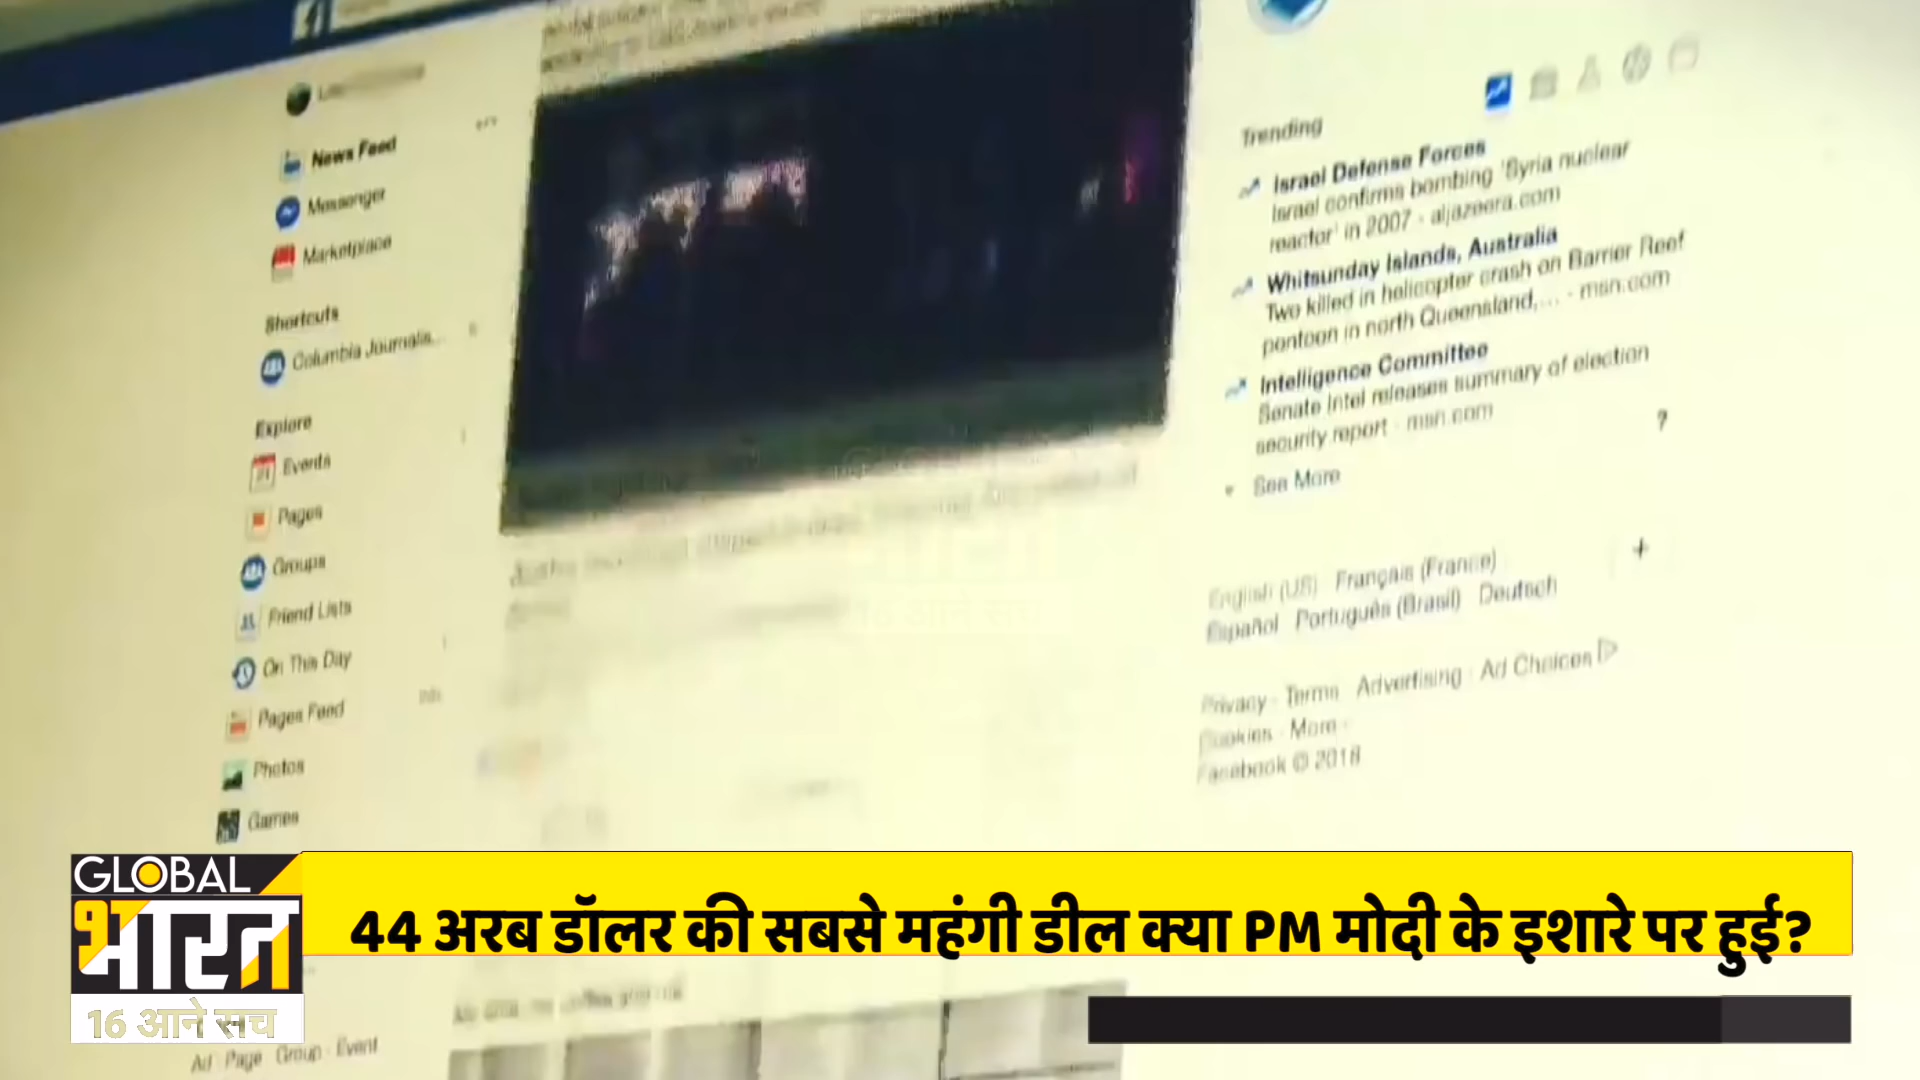 News Feed
Messenger
Marketplace
Shortcuts
Columbia Journalis...
Explore
Events
Pages
Groups
Friend Lists
On This Day
Pages Feed
Photos
Games
Ad Page Group · Event
Trending
Israel Defense Forces
Israel confirms bombing 'Syria nuclear
reactor' in 2007 - aljazeera.com
Whitsunday Islands, Australia
Two killed in helicopter crash on Barrier Reef
pontoon in north Queensland,... - msn.com
Intelligence Committee
Senate Intel releases summary of election
security report - msn.com
?
See More
+
English (US) · Français (France)
Español · Português (Brasil) · Deutsch
Privacy · Terms · Advertising · Ad Choices
Cookies · More
Facebook © 2018
GLOBAL
भारत
16 आने सच
44 अरब डॉलर की सबसे महंगी डील क्या PM मोदी के इशारे पर हुई?